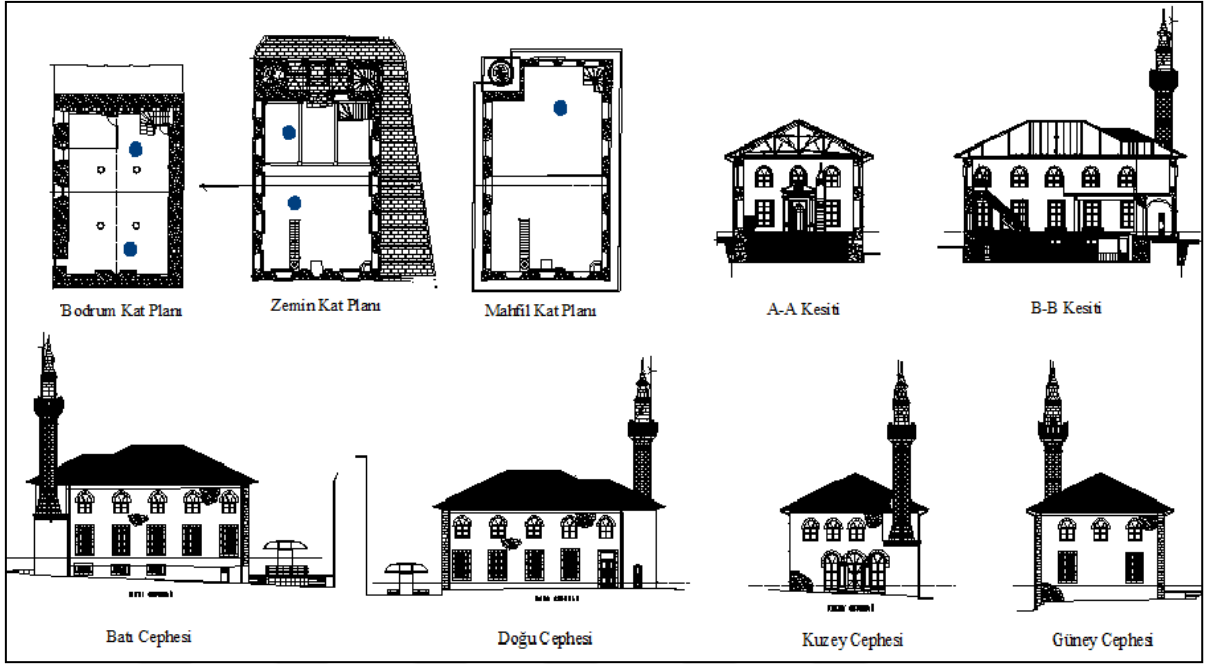 Bodrum Kat Planı
Zemin Kat Planı
Mahfil Kat Planı
A-A Kesiti
B-B Kesiti
Batı Cephesi
Doğu Cephesi
Kuzey Cephesi
Güney Cephesi